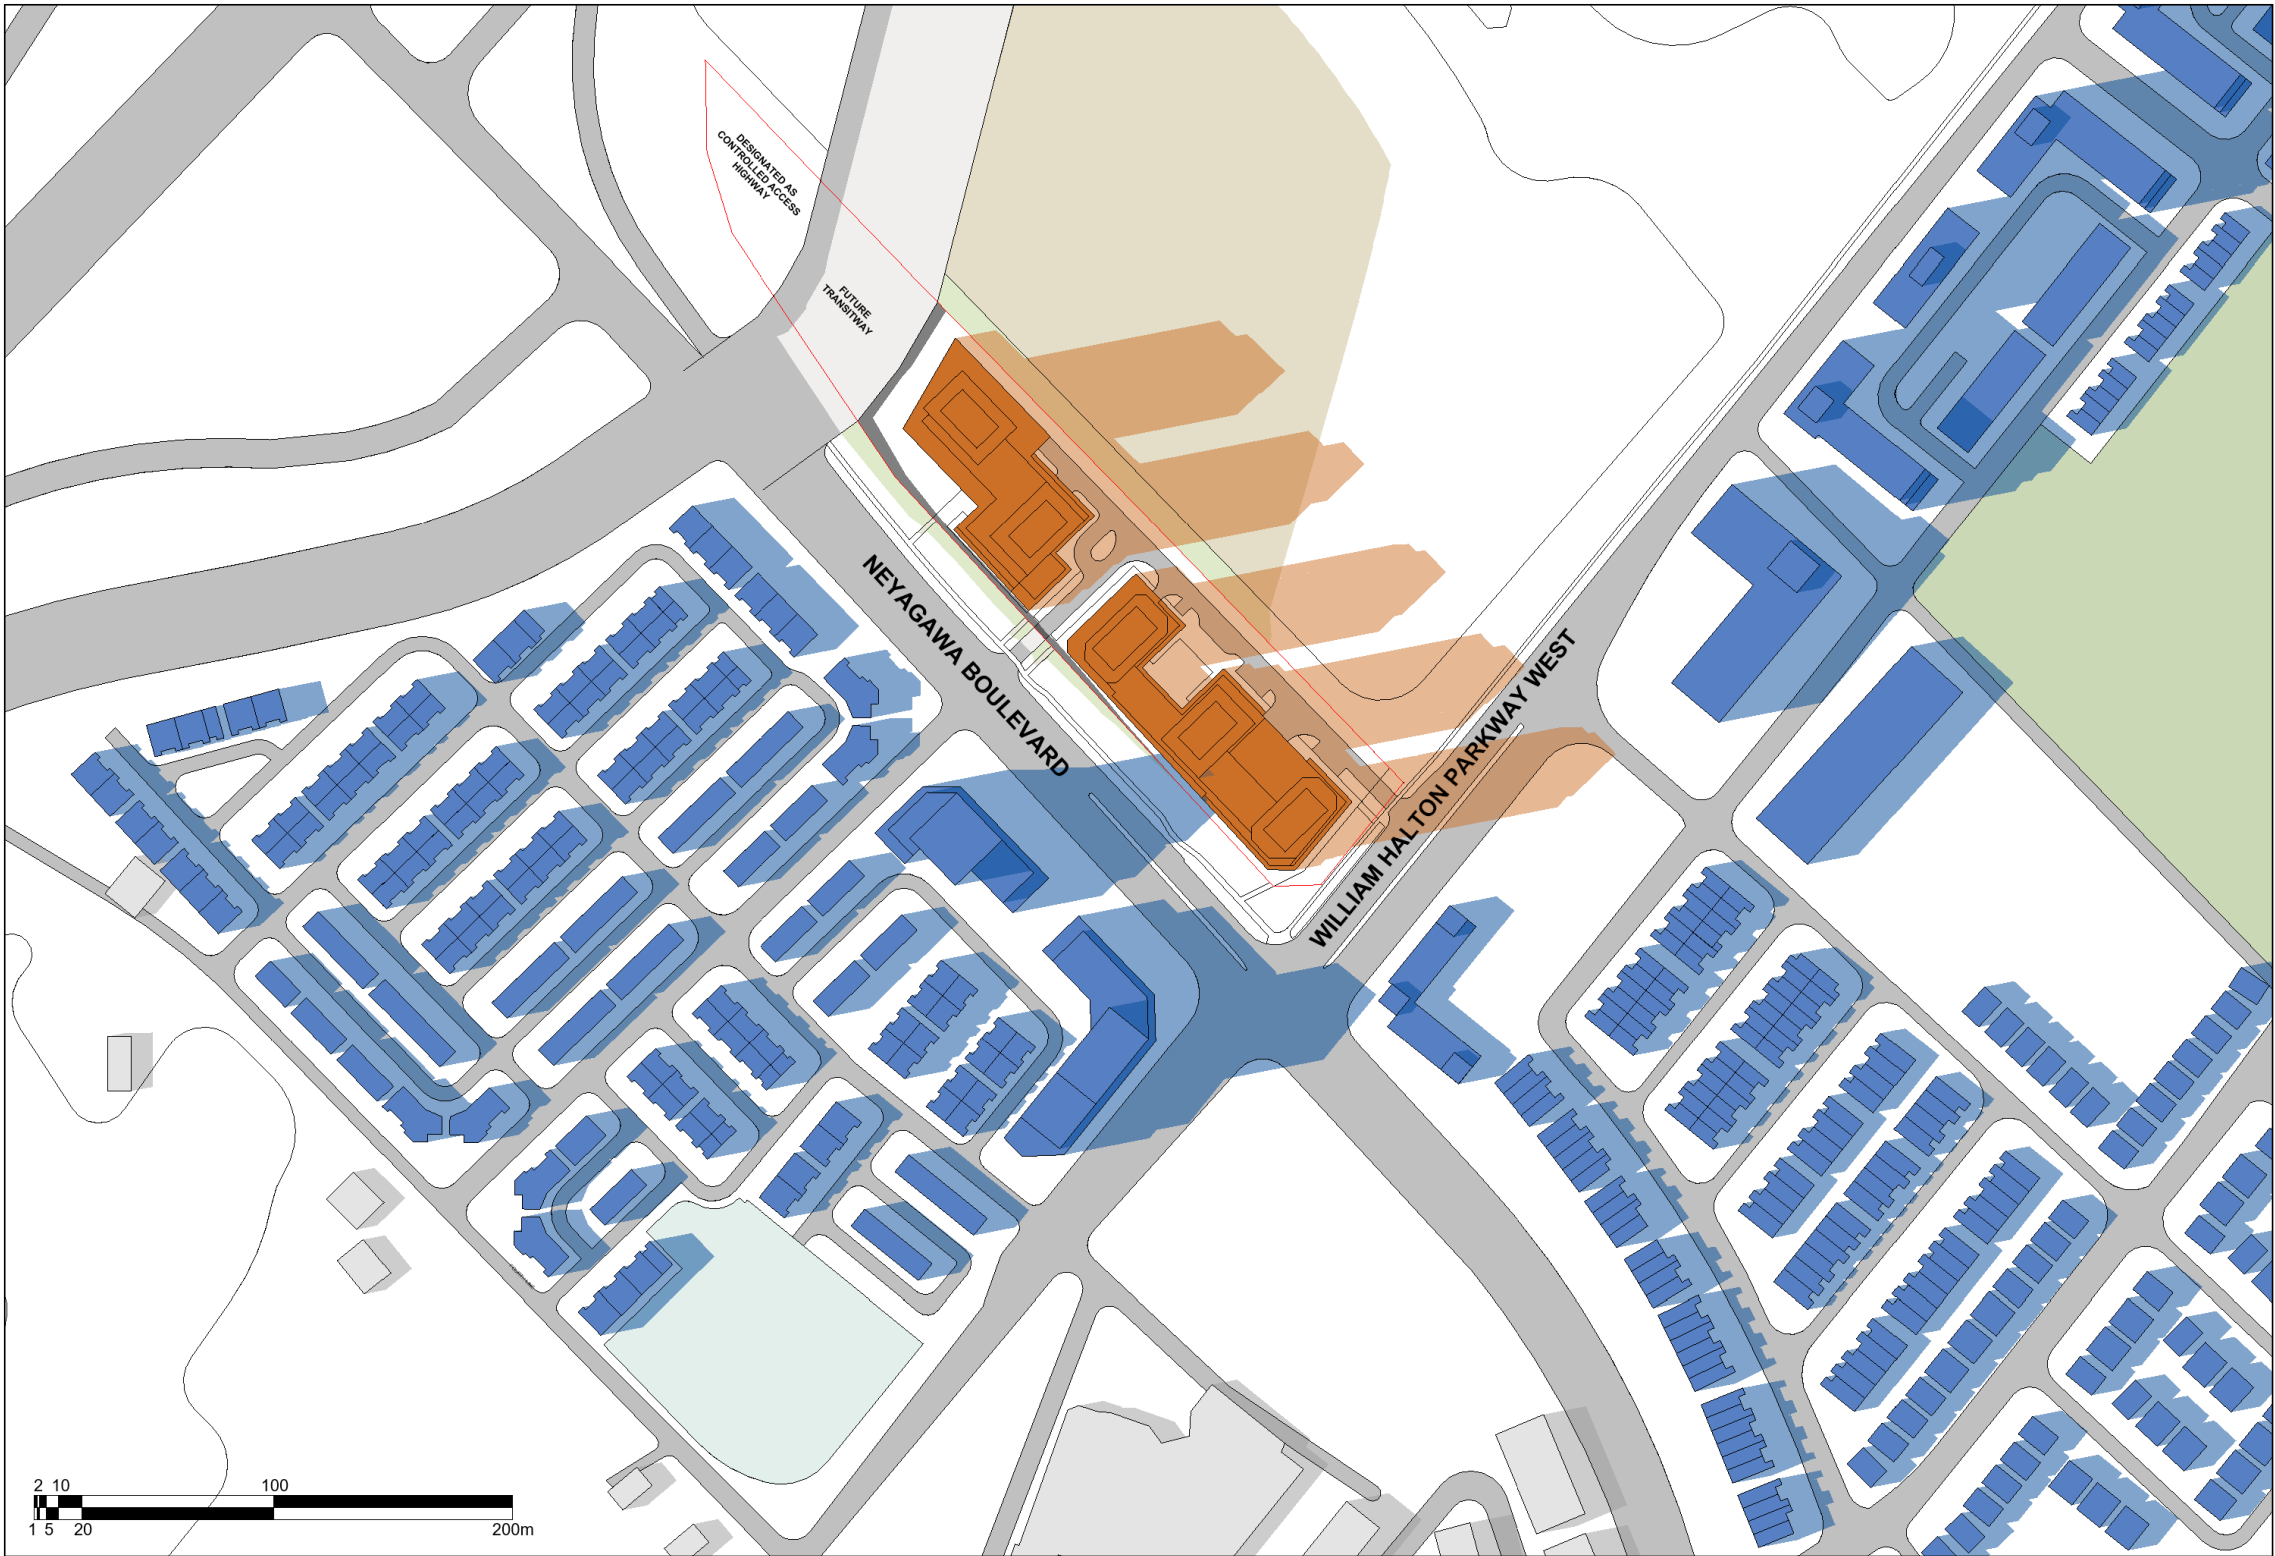 DESIGNATED AS
CONTROLLED ACCESS
HIGHWAY
FUTURE
TRANSITWAY
NEYAGAWA BOULEVARD
WILLIAM HALTON PARKWAY WEST
2 10 100
1 5 20 200m